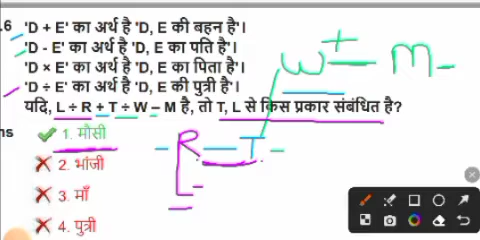 .6 'D + E' का अर्थ है 'D, E की बहन है'।
'D - E' का अर्थ है 'D, E का पति है'।
'D × E' का अर्थ है 'D, E का पिता है'।
'D ÷ E' का अर्थ है 'D, E की पुत्री है'।
यदि, L ÷ R + T ÷ W – M है, तो T, L से किस प्रकार संबंधित है?
ns 1. मौसी
2. भांजी
3. माँ
4. पुत्री
W + — M -
- R — T -
L -